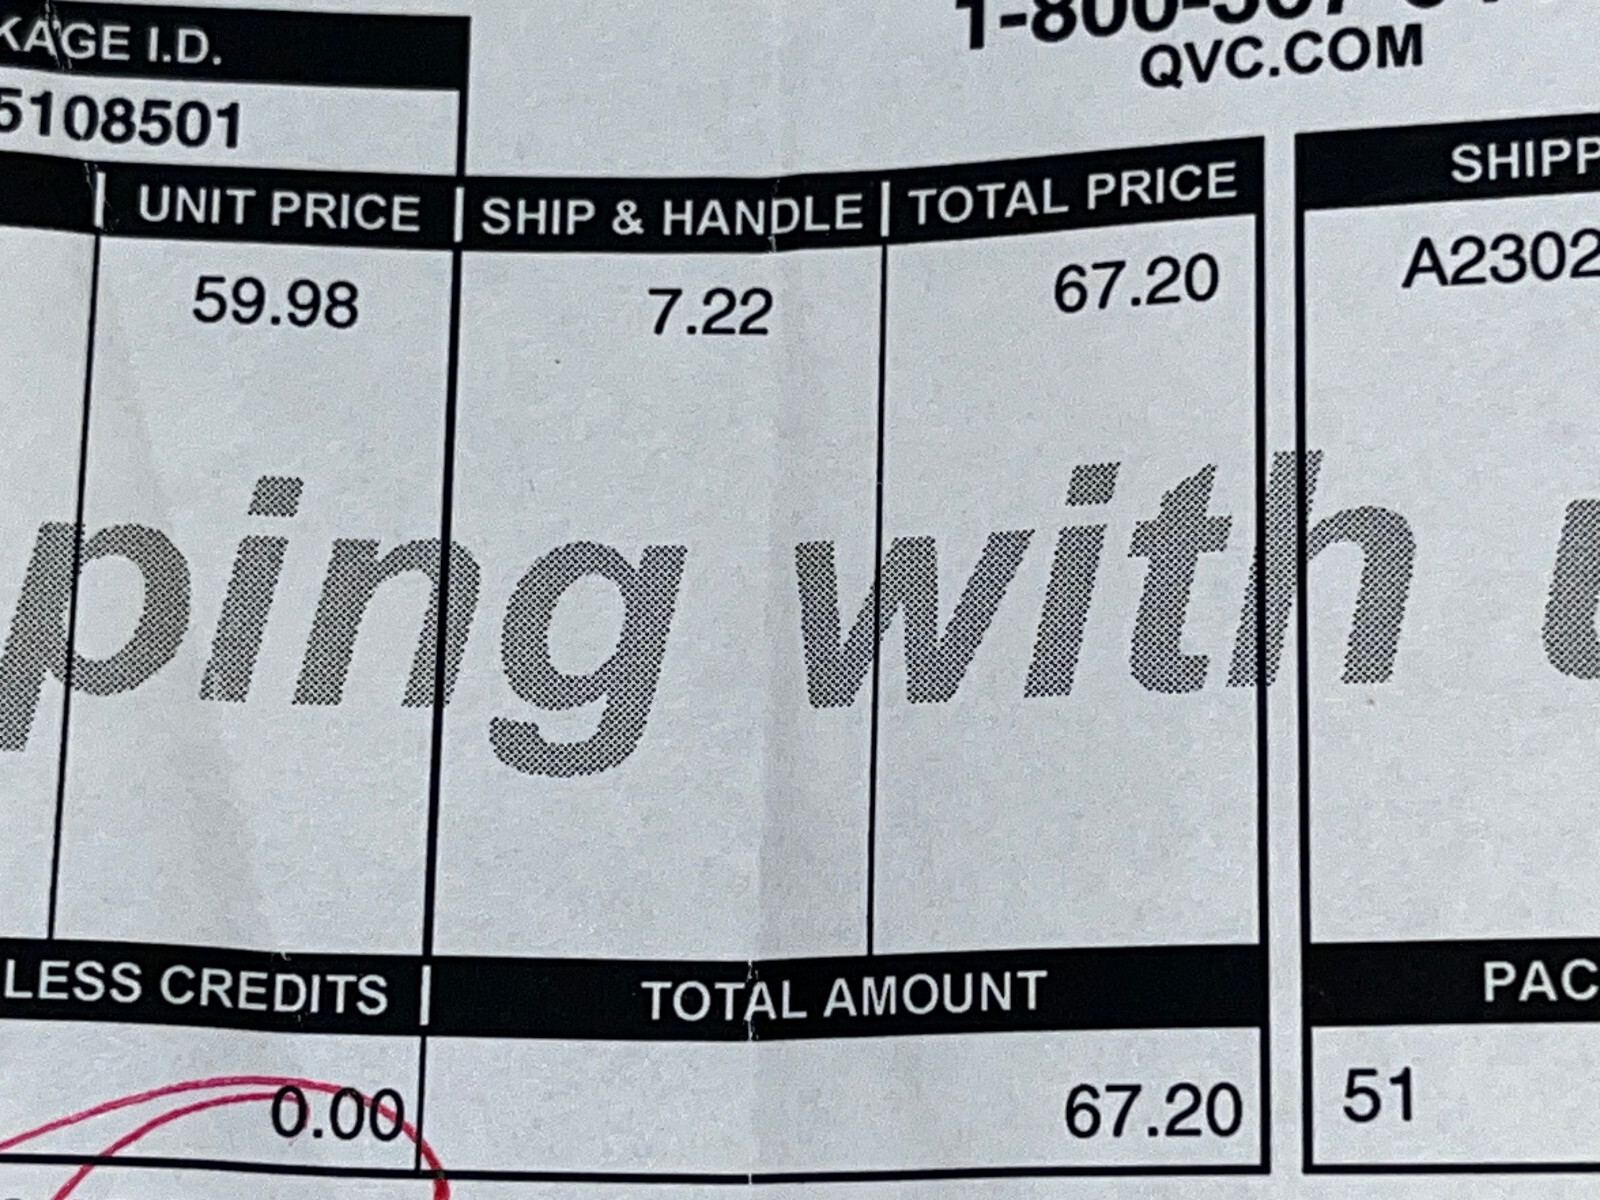 QVC.COM
KAGE I.D.
5108501
UNIT PRICE | SHIP & HANDLE | TOTAL PRICE
SHIPP
59.98 7.22 67.20
A2302
ping with u
LESS CREDITS | TOTAL AMOUNT
PAC
0.00 67.20
51